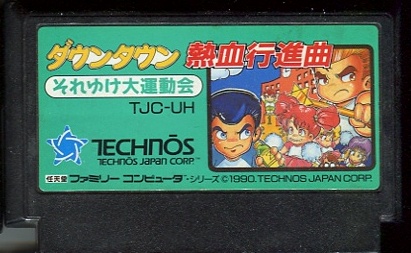 ダウンタウン 熱血行進曲
それゆけ大運動会
TJC-UH
TECHNŌS
TECHNŌS JAPAN CORP.
任天堂 ファミリー コンピュータ・シリーズ ©1990. TECHNOS JAPAN CORP.